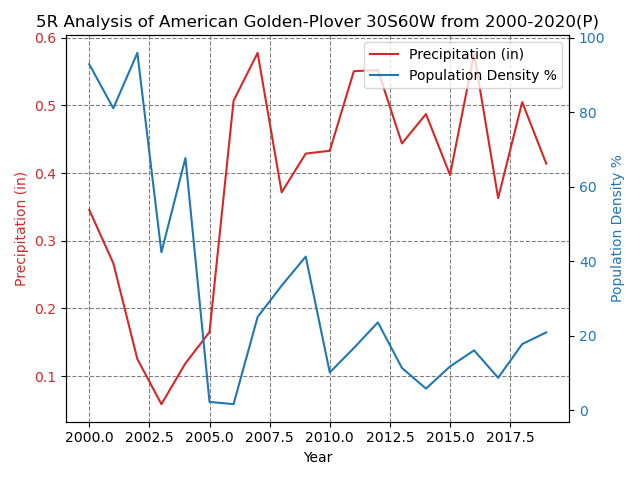 5R Analysis of American Golden-Plover 30S60W from 2000-2020(P)
Precipitation (in)
Population Density %
0.6
0.5
0.4
0.3
0.2
0.1
Precipitation (in)
100
80
60
40
20
0
Population Density %
2000.0 2002.5 2005.0 2007.5 2010.0 2012.5 2015.0 2017.5
Year